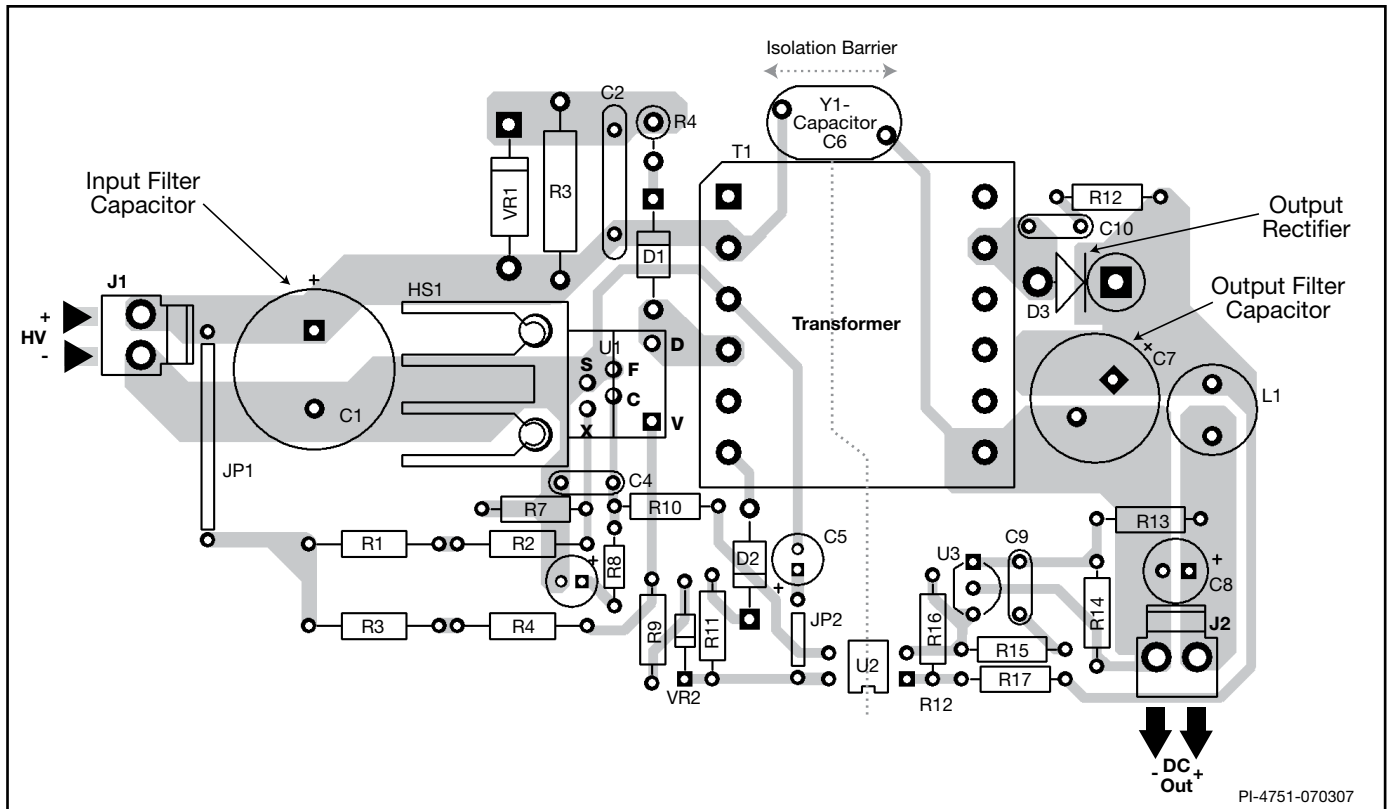 Isolation Barrier
Y1-
Capacitor
C6
C2
R4
T1
Input Filter
Capacitor
VR1
R3
R12
Output
Rectifier
C10
D1
J1
+
HS1
D3
Output Filter
Capacitor
+
HV
-
Transformer
U1
D
S
F
C
X
V
+
C7
C1
L1
JP1
C4
R7
R10
R13
R1
R2
R8
+
D2
C5
+
U3
C9
+
C8
R14
J2
R3
R4
R9
R11
JP2
R16
R15
U2
R17
VR2
R12
- DC +
Out
PI-4751-070307